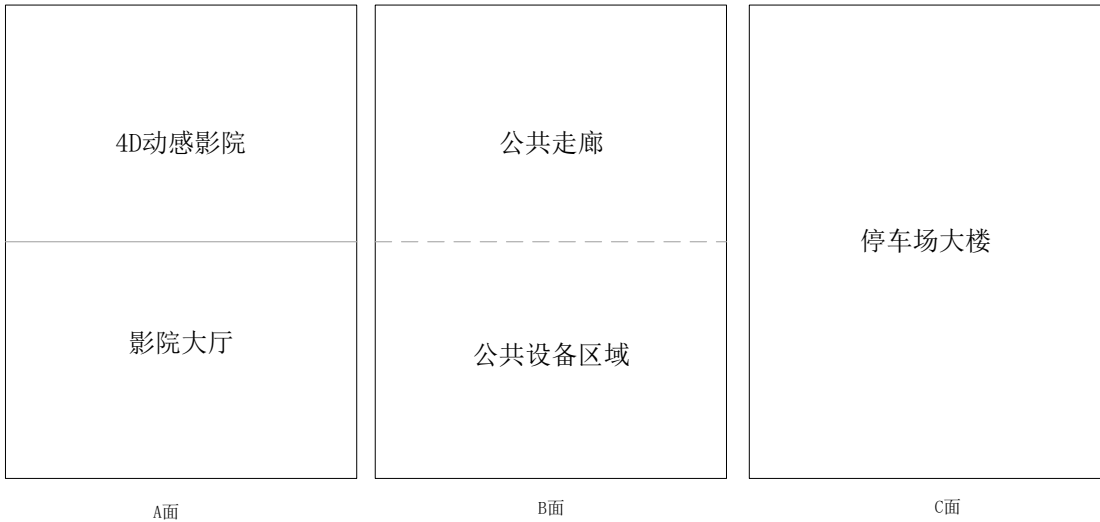 4D动感影院
公共走廊
停车场大楼
影院大厅
公共设备区域
A面
B面
C面